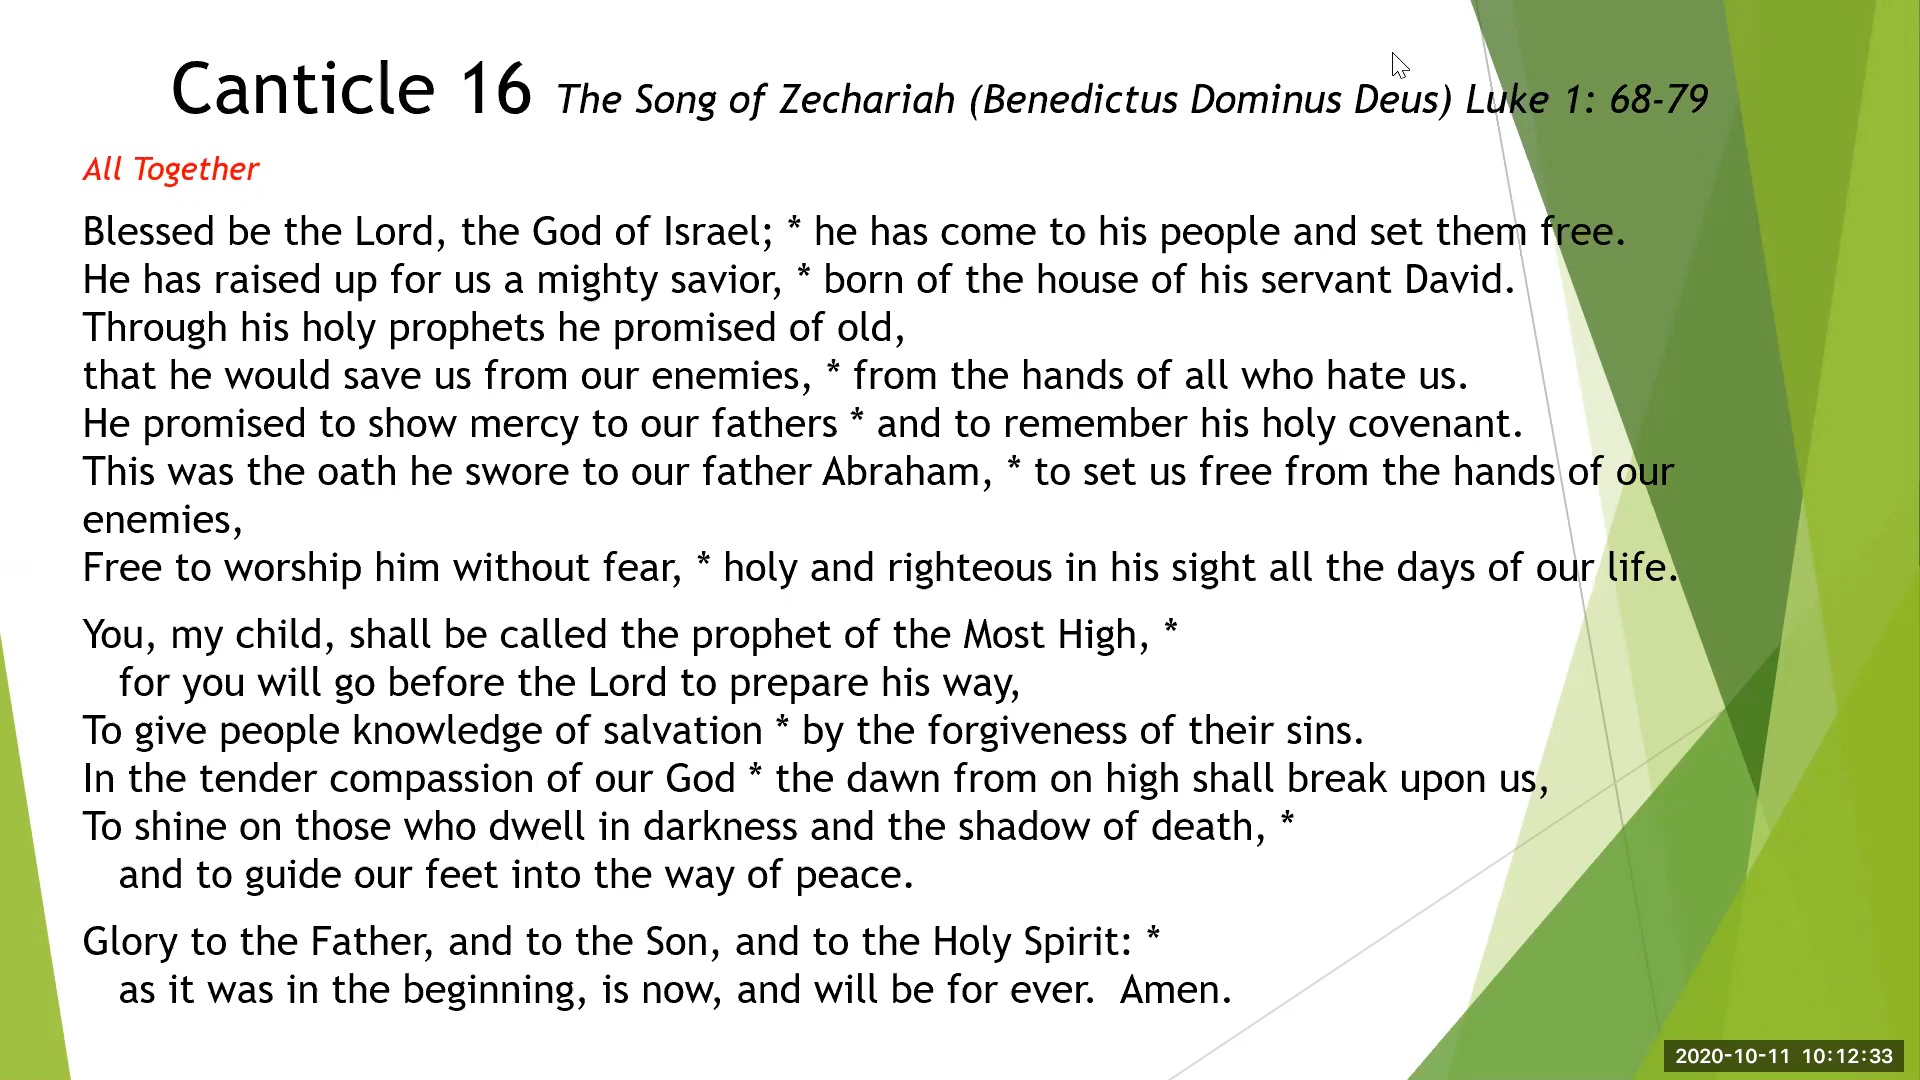 Canticle 16 The Song of Zechariah (Benedictus Dominus Deus) Luke 1: 68-79
All Together
Blessed be the Lord, the God of Israel; * he has come to his people and set them free.
He has raised up for us a mighty savior, * born of the house of his servant David.
Through his holy prophets he promised of old,
that he would save us from our enemies, * from the hands of all who hate us.
He promised to show mercy to our fathers * and to remember his holy covenant.
This was the oath he swore to our father Abraham, * to set us free from the hands of our
enemies,
Free to worship him without fear, * holy and righteous in his sight all the days of our life.
You, my child, shall be called the prophet of the Most High, *
for you will go before the Lord to prepare his way,
To give people knowledge of salvation * by the forgiveness of their sins.
In the tender compassion of our God * the dawn from on high shall break upon us,
To shine on those who dwell in darkness and the shadow of death, *
and to guide our feet into the way of peace.
Glory to the Father, and to the Son, and to the Holy Spirit: *
as it was in the beginning, is now, and will be for ever. Amen.
2020-10-11 10:12:33